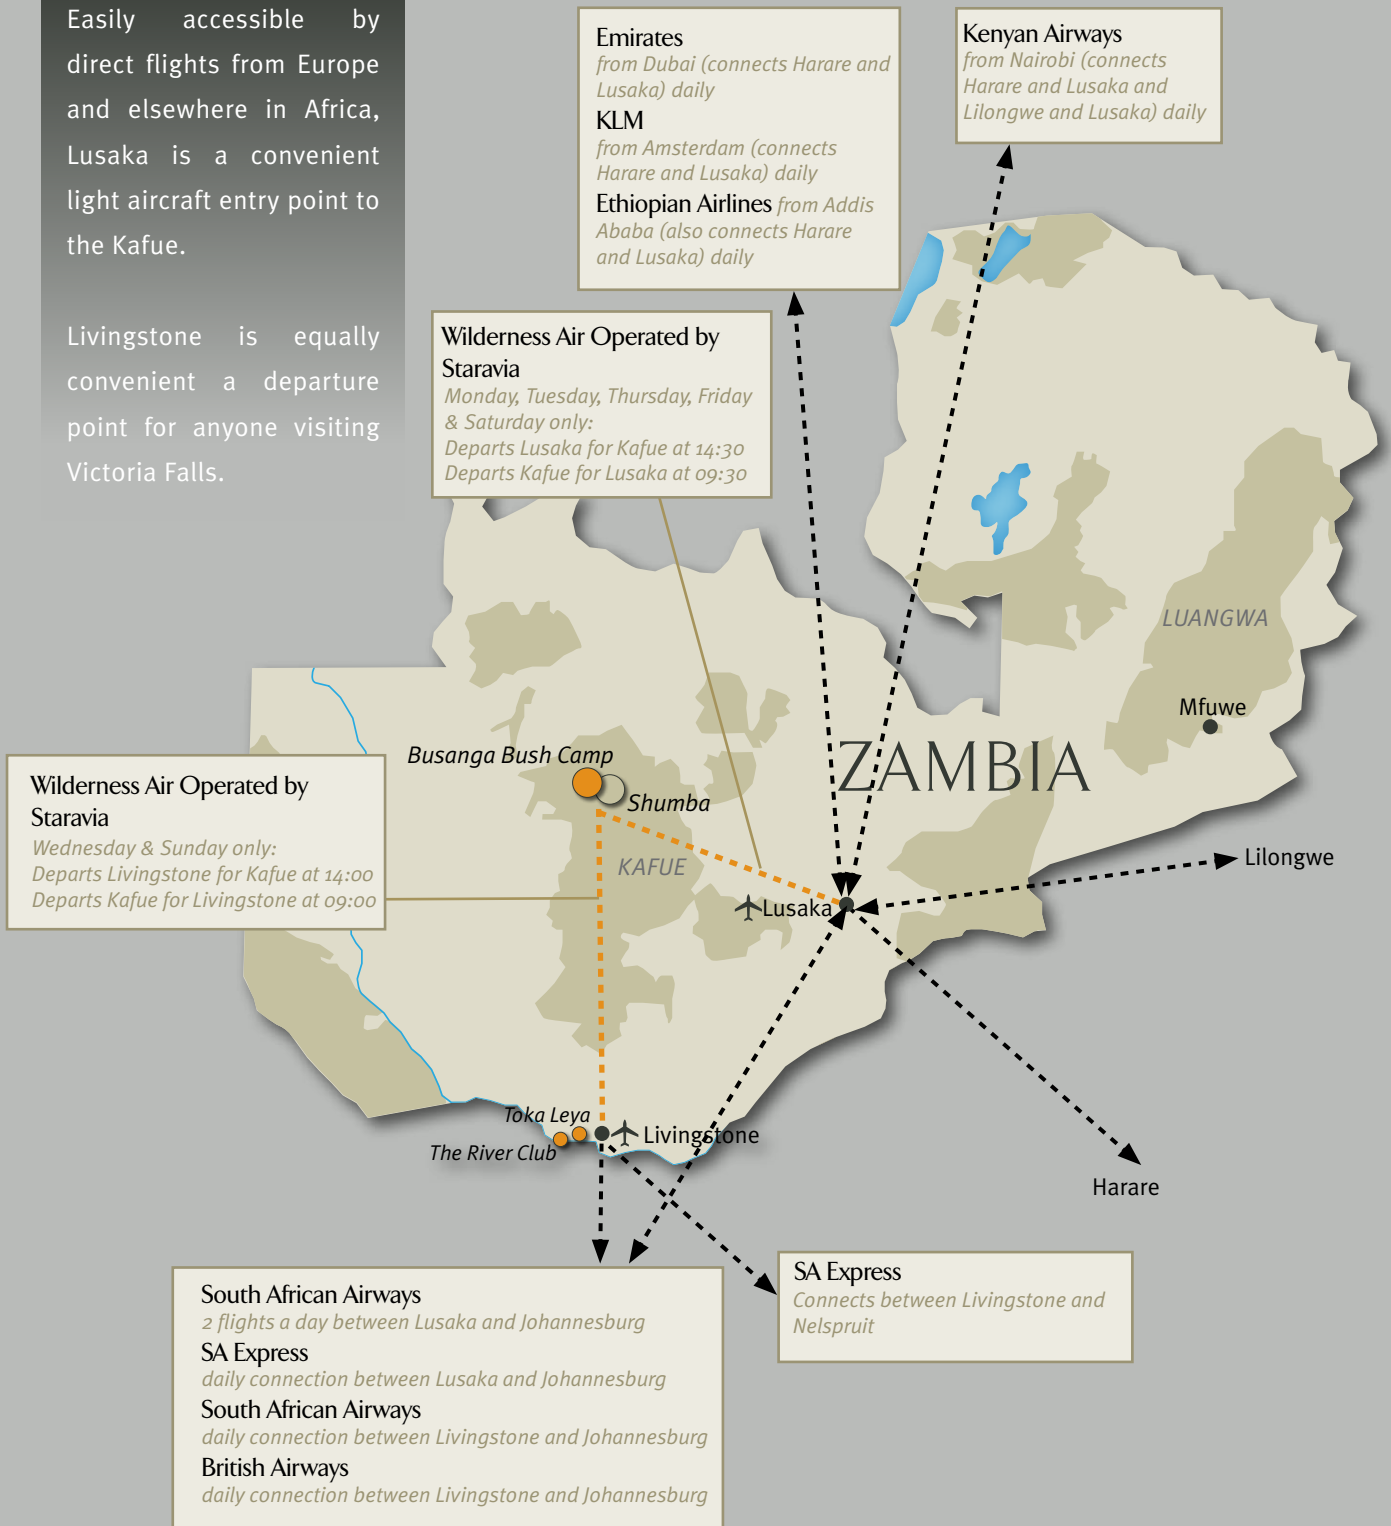 Easily accessible by
direct flights from Europe
and elsewhere in Africa,
Lusaka is a convenient
light aircraft entry point to
the Kafue.
Livingstone is equally
convenient a departure
point for anyone visiting
Victoria Falls.
Emirates
from Dubai (connects Harare and
Lusaka) daily
KLM
from Amsterdam (connects
Harare and Lusaka) daily
Ethiopian Airlines from Addis
Ababa (also connects Harare
and Lusaka) daily
Kenyan Airways
from Nairobi (connects
Harare and Lusaka and
Lilongwe and Lusaka) daily
Wilderness Air Operated by
Staravia
Monday, Tuesday, Thursday, Friday
& Saturday only:
Departs Lusaka for Kafue at 14:30
Departs Kafue for Lusaka at 09:30
LUANGWA
Mfuwe
ZAMBIA
Busanga Bush Camp
Shumba
KAFUE
Wilderness Air Operated by
Staravia
Wednesday & Sunday only:
Departs Livingstone for Kafue at 14:00
Departs Kafue for Livingstone at 09:00
Lilongwe
Lusaka
Toka Leya
Livingstone
The River Club
Harare
South African Airways
2 flights a day between Lusaka and Johannesburg
SA Express
daily connection between Lusaka and Johannesburg
South African Airways
daily connection between Livingstone and Johannesburg
British Airways
daily connection between Livingstone and Johannesburg
SA Express
Connects between Livingstone and
Nelspruit